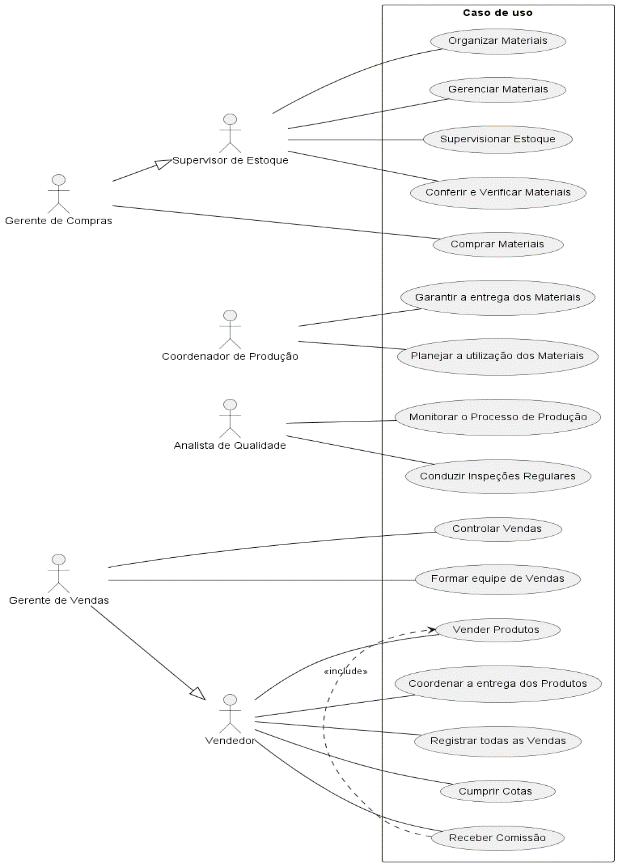 Caso de uso
Organizar Materiais
Gerenciar Materiais
Supervisor de Estoque
Supervisionar Estoque
Conferir e Verificar Materiais
Gerente de Compras
Comprar Materiais
Garantir a entrega dos Materiais
Coordenador de Produção
Planejar a utilização dos Materiais
Monitorar o Processo de Produção
Analista de Qualidade
Conduzir Inspeções Regulares
Controlar Vendas
Gerente de Vendas
Formar equipe de Vendas
Vender Produtos
«include»
Coordenar a entrega dos Produtos
Vendedor
Registrar todas as Vendas
Cumprir Cotas
Receber Comissão